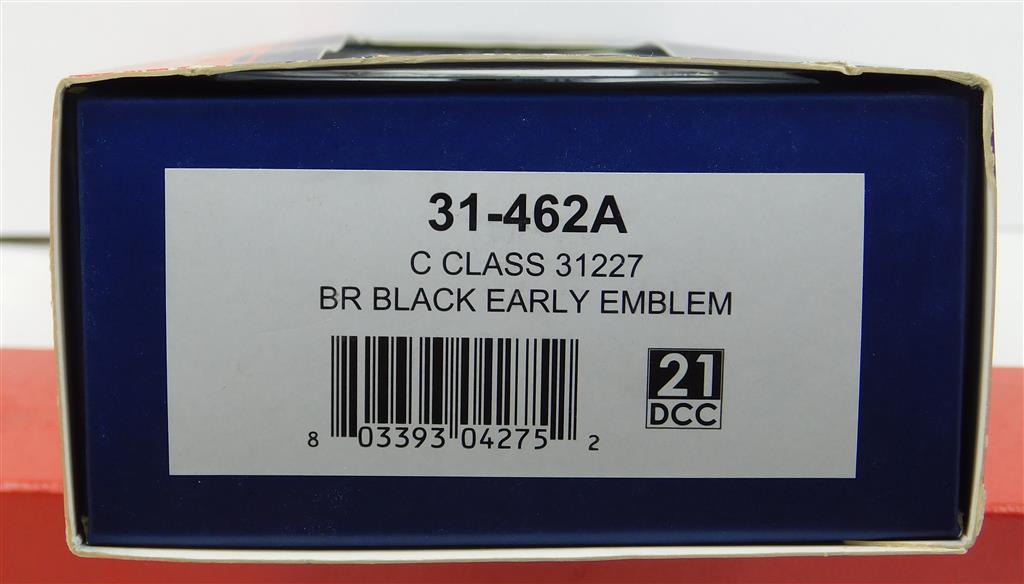 31-462A
C CLASS 31227
BR BLACK EARLY EMBLEM
8 03393 04275 2
21
DCC